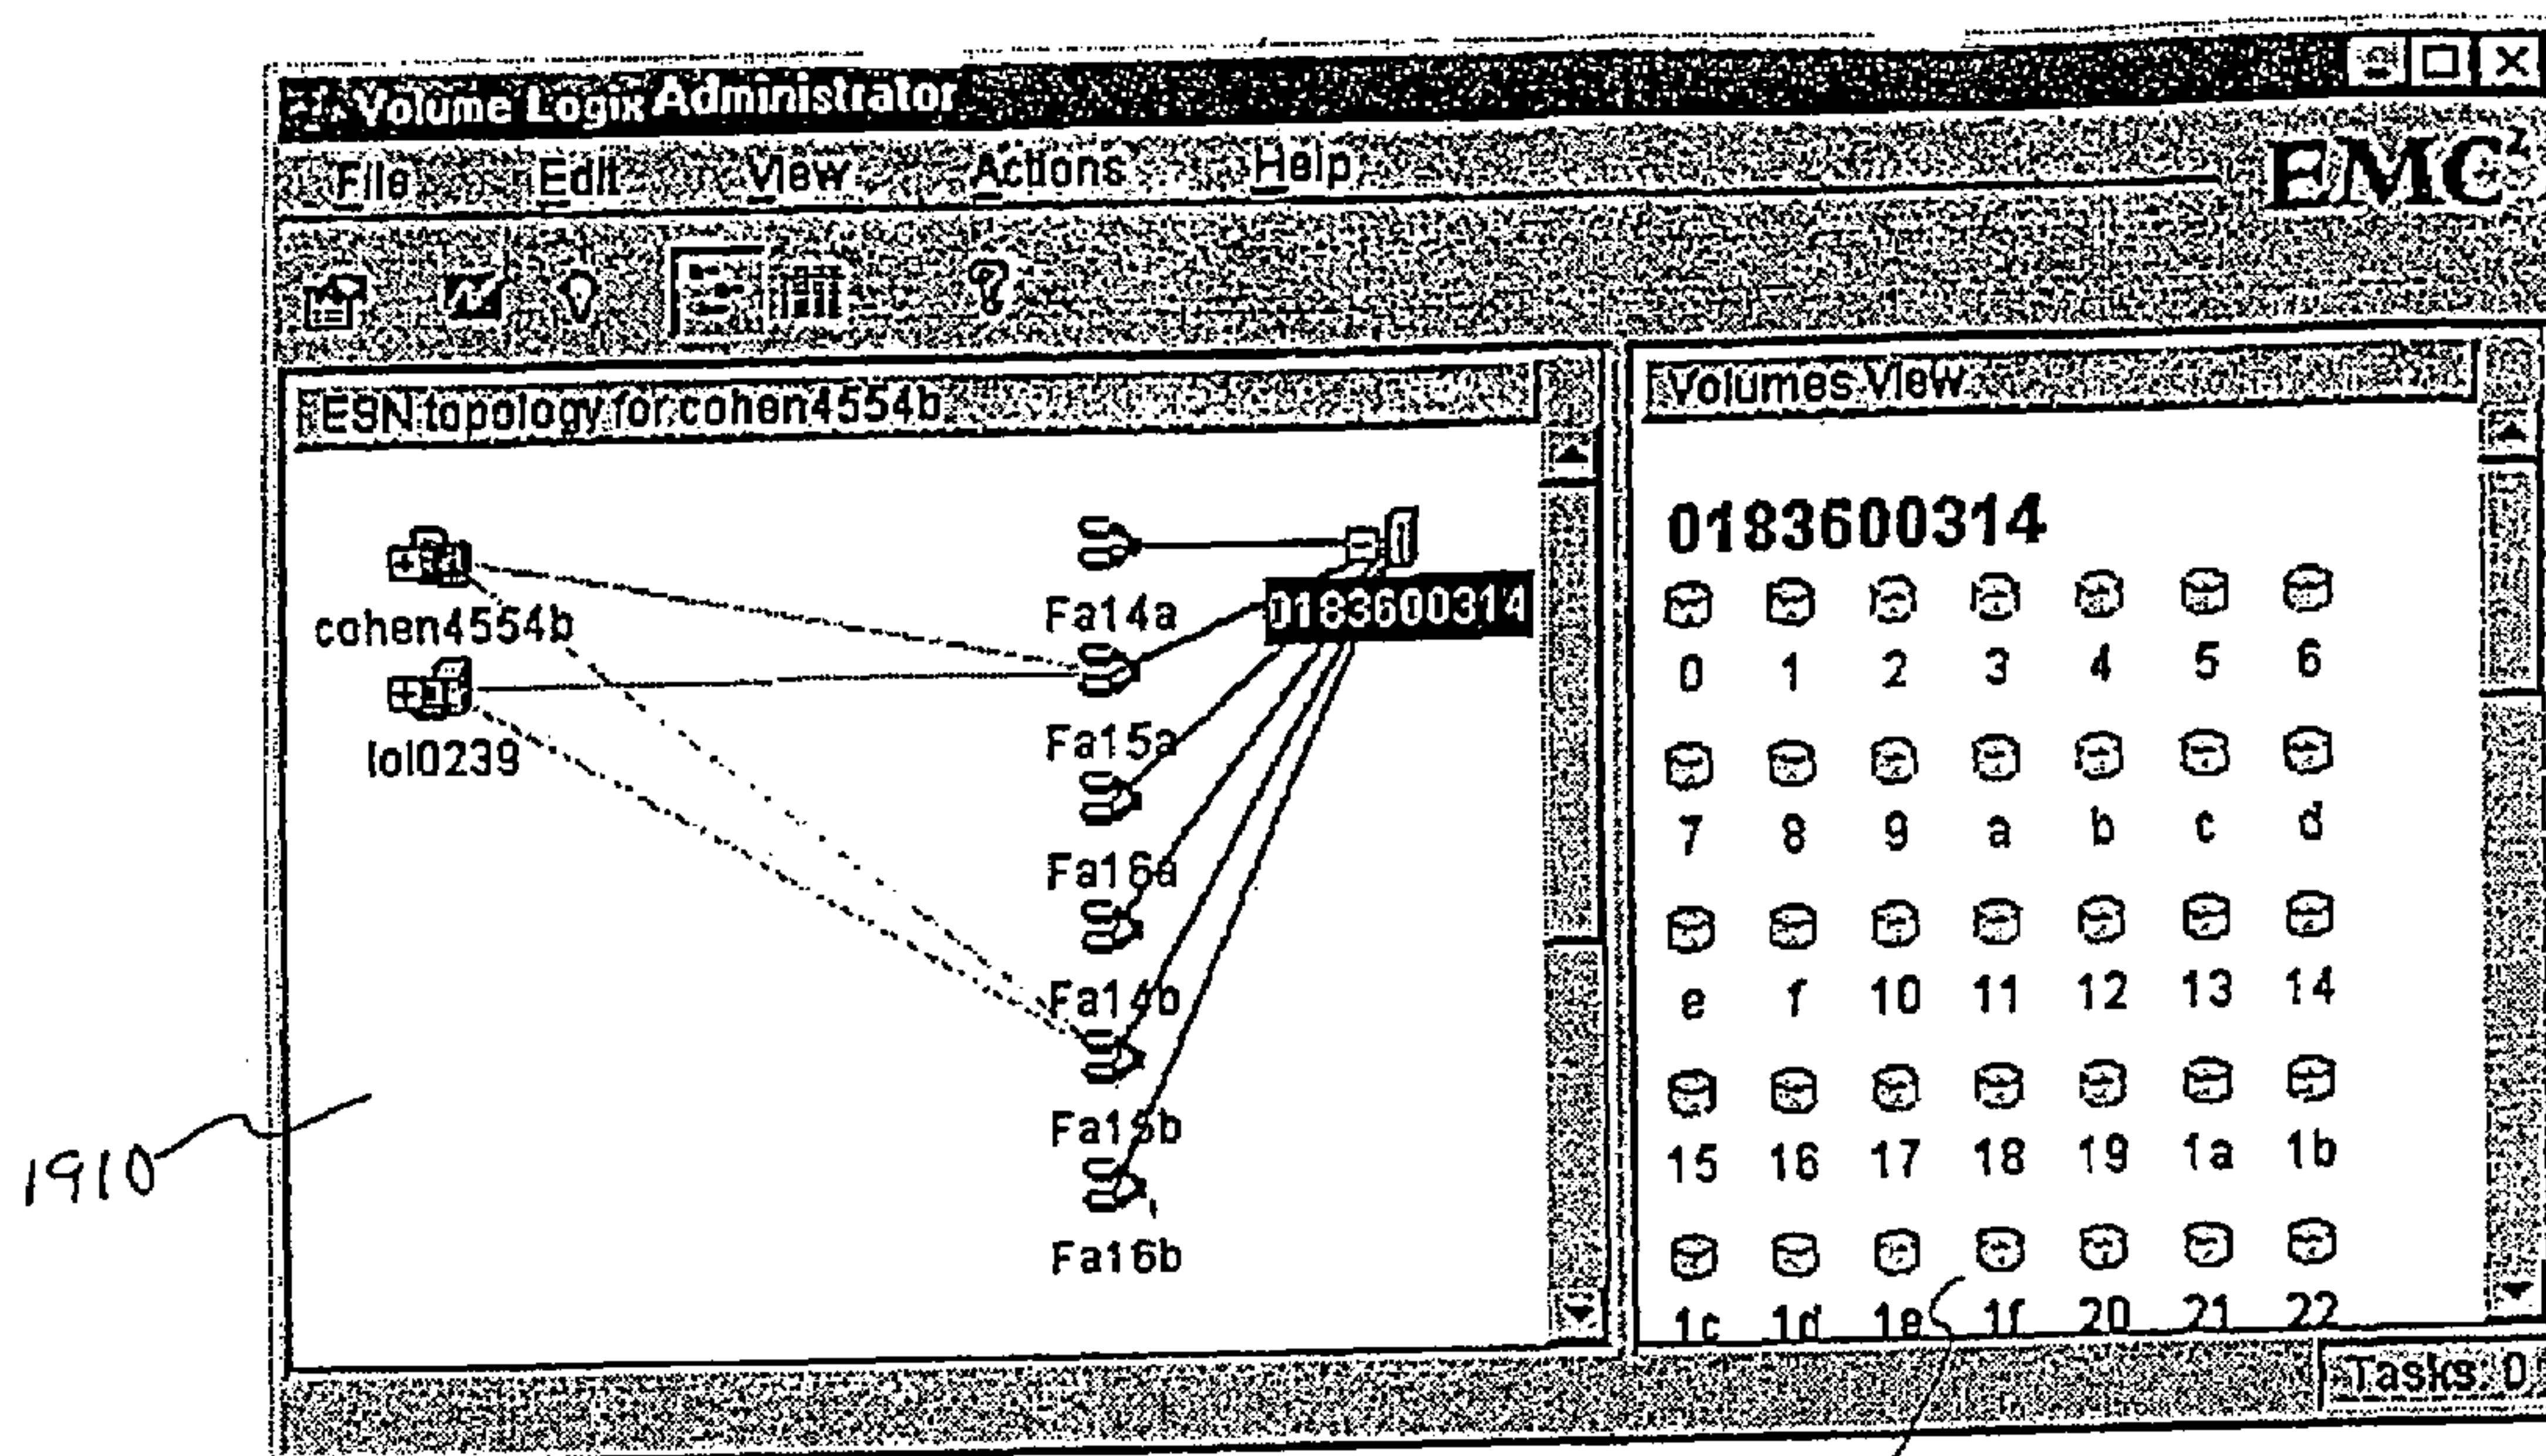 Volume Logix Administrator
File Edit View Actions Help
EMC²
ESN topology for cohen4554b
cohen4554b
lol0239
Fa14a
Fa15a
Fa16a
Fa14b
Fa15b
Fa16b
0183600314
Volumes View
0183600314
0 1 2 3 4 5 6
7 8 9 a b c d
e f 10 11 12 13 14
15 16 17 18 19 1a 1b
1c 1d 1e 1f 20 21 22
Tasks: 0
1910